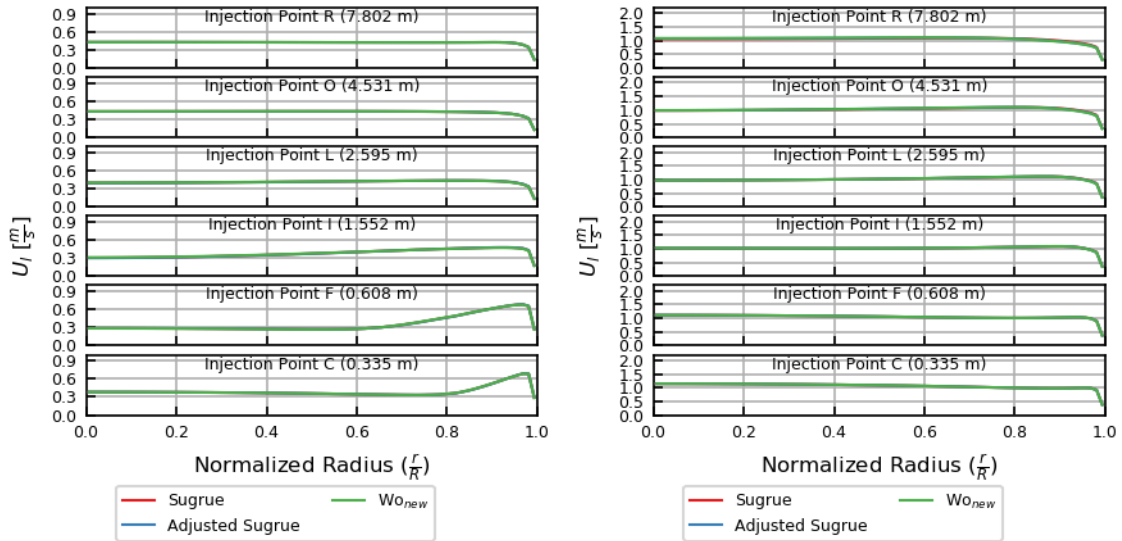 Injection Point R (7.802 m)
0.9
0.6
0.3
0.0
Injection Point O (4.531 m)
0.9
0.6
0.3
0.0
Injection Point L (2.595 m)
0.9
0.6
0.3
0.0
Injection Point I (1.552 m)
0.9
0.6
0.3
0.0
Injection Point F (0.608 m)
0.9
0.6
0.3
0.0
Injection Point C (0.335 m)
0.9
0.6
0.3
0.0
0.0 0.2 0.4 0.6 0.8 1.0
U_l [m/s]
Normalized Radius (r/R)
Sugrue
Adjusted Sugrue
Wo_new
Injection Point R (7.802 m)
2.0
1.5
1.0
0.5
0.0
Injection Point O (4.531 m)
2.0
1.5
1.0
0.5
0.0
Injection Point L (2.595 m)
2.0
1.5
1.0
0.5
0.0
Injection Point I (1.552 m)
2.0
1.5
1.0
0.5
0.0
Injection Point F (0.608 m)
2.0
1.5
1.0
0.5
0.0
Injection Point C (0.335 m)
2.0
1.5
1.0
0.5
0.0
0.0 0.2 0.4 0.6 0.8 1.0
U_l [m/s]
Normalized Radius (r/R)
Sugrue
Adjusted Sugrue
Wo_new